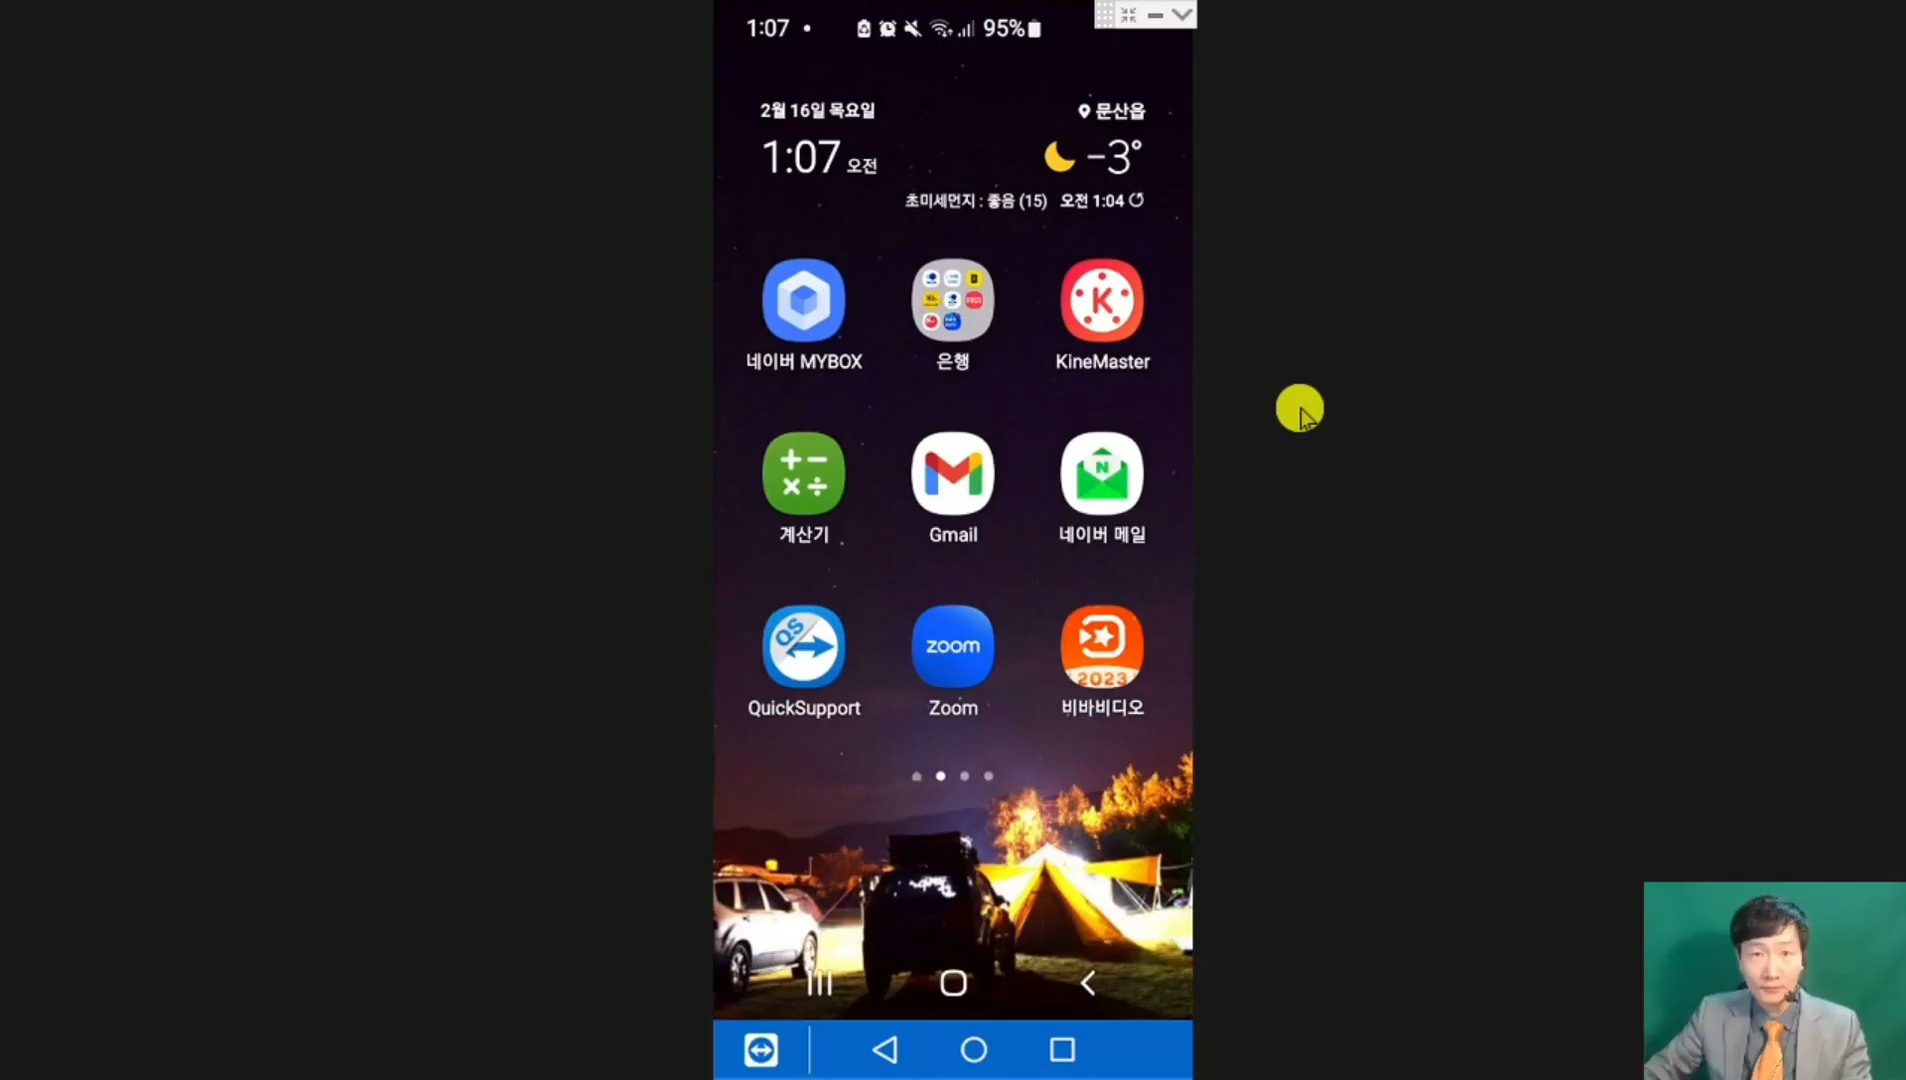 1:07
95%
2월 16일 목요일
문산읍
1:07 오전
-3°
초미세먼지 : 좋음 (15) 오전 1:04
K
네이버 MYBOX
은행
KineMaster
N
계산기
Gmail
네이버 메일
QS
zoom
2023
QuickSupport
Zoom
비바비디오